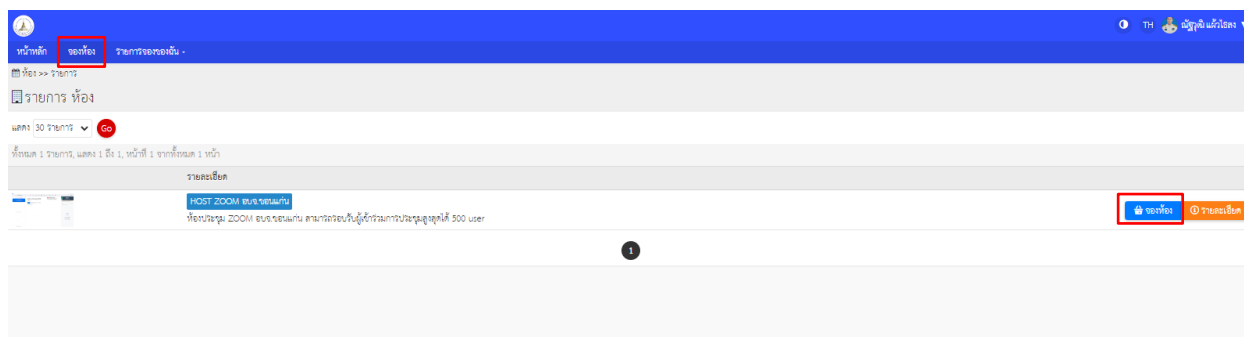 TH ณัฐวุฒิ แก้วโสลง
หน้าหลัก จองห้อง รายการจองของฉัน
ห้อง >> รายการ
รายการ ห้อง
แสดง 30 รายการ Go
ทั้งหมด 1 รายการ, แสดง 1 ถึง 1, หน้าที่ 1 จากทั้งหมด 1 หน้า
รายละเอียด
HOST ZOOM อบจ.ขอนแก่น
ห้องประชุม ZOOM อบจ.ขอนแก่น สามารถรอบรับผู้เข้าร่วมการประชุมสูงสุดได้ 500 user
จองห้อง รายละเอียด
1